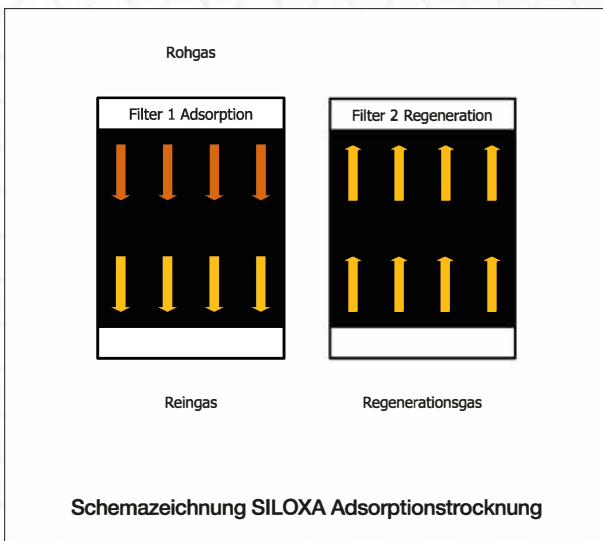 Rohgas
Filter 1 Adsorption
Filter 2 Regeneration
Reingas
Regenerationsgas
Schemazeichnung SILOXA Adsorptionstrocknung